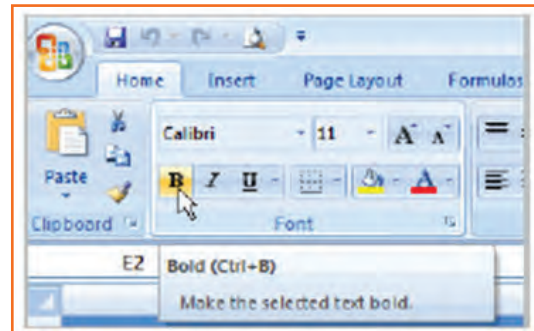 Home Insert Page Layout Formulas
Calibri 11 A A
Paste B I U A
Clipboard Font
E2 Bold (Ctrl+B)
Make the selected text bold.